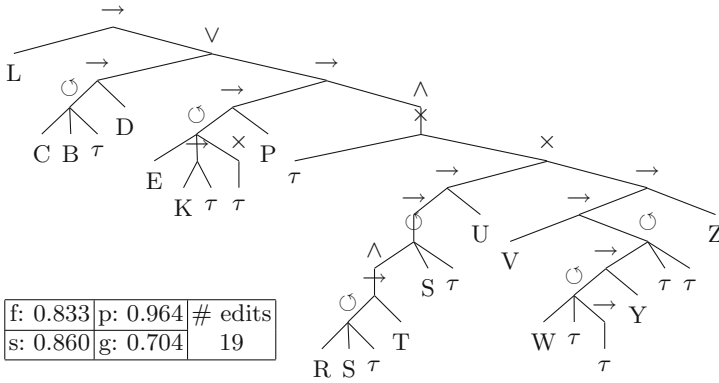 →
∨
L
→
→
↺
D
C B τ
→
∧
×
↺
P
E
→
×
K τ
τ
τ
×
→
→
→
U
↺
∧
S τ
→
↺
T
R S τ
→
V
↺
Z
→
τ τ
↺
Y
W τ
→
τ
f: 0.833 p: 0.964 # edits
s: 0.860 g: 0.704 19